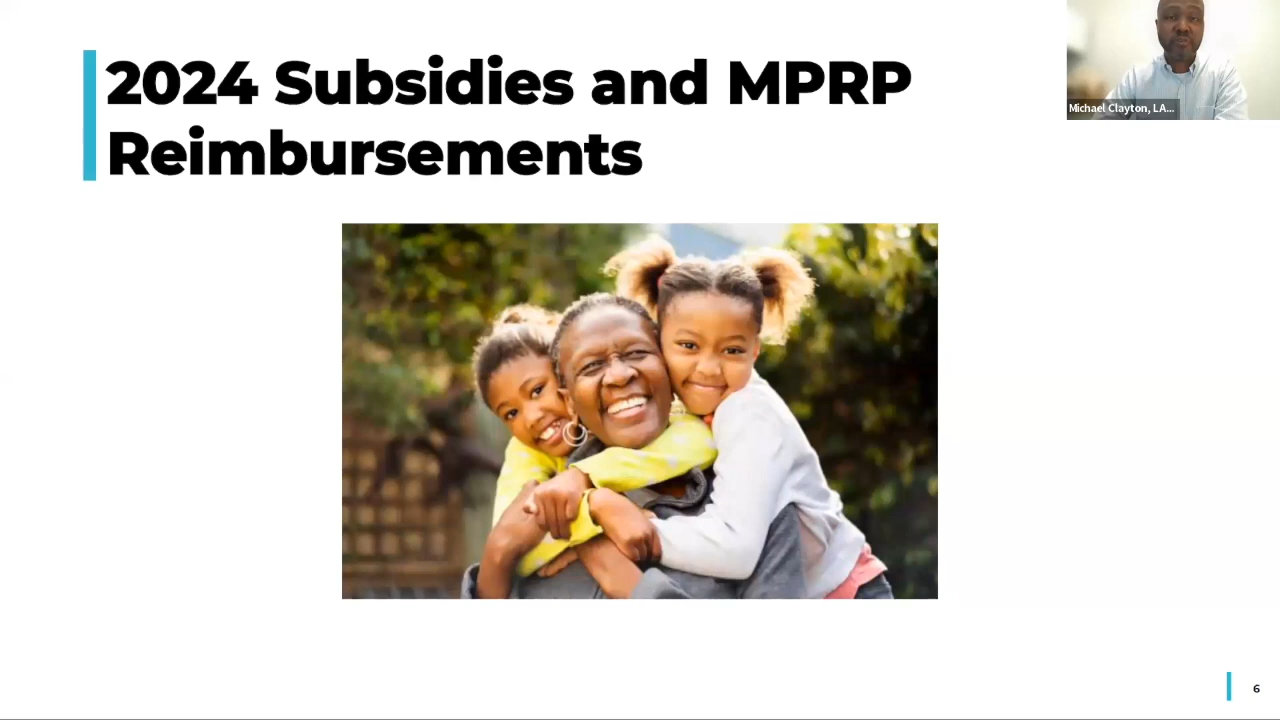 2024 Subsidies and MPRP
Reimbursements
Michael Clayton, LA...
6